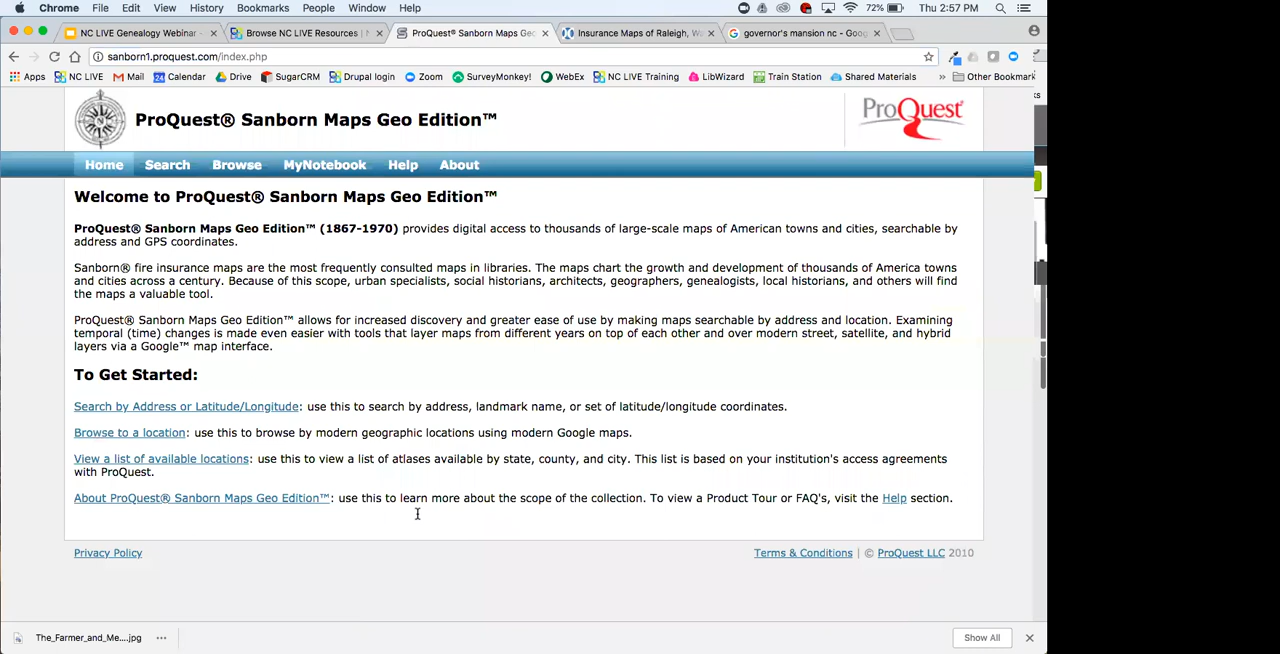 Chrome File Edit View History Bookmarks People Window Help 72% Thu 2:57 PM
NC LIVE Genealogy Webinar - × Browse NC LIVE Resources | N × ProQuest® Sanborn Maps Geo × Insurance Maps of Raleigh, Wa × governor's mansion nc - Goog ×
sanborn1.proquest.com/index.php
Apps NC LIVE Mail Calendar Drive SugarCRM Drupal login Zoom SurveyMonkey! WebEx NC LIVE Training LibWizard Train Station Shared Materials » Other Bookmark
ProQuest® Sanborn Maps Geo Edition™
ProQuest
Home Search Browse MyNotebook Help About
Welcome to ProQuest® Sanborn Maps Geo Edition™
ProQuest® Sanborn Maps Geo Edition™ (1867-1970) provides digital access to thousands of large-scale maps of American towns and cities, searchable by
address and GPS coordinates.
Sanborn® fire insurance maps are the most frequently consulted maps in libraries. The maps chart the growth and development of thousands of America towns
and cities across a century. Because of this scope, urban specialists, social historians, architects, geographers, genealogists, local historians, and others will find
the maps a valuable tool.
ProQuest® Sanborn Maps Geo Edition™ allows for increased discovery and greater ease of use by making maps searchable by address and location. Examining
temporal (time) changes is made even easier with tools that layer maps from different years on top of each other and over modern street, satellite, and hybrid
layers via a Google™ map interface.
To Get Started:
Search by Address or Latitude/Longitude: use this to search by address, landmark name, or set of latitude/longitude coordinates.
Browse to a location: use this to browse by modern geographic locations using modern Google maps.
View a list of available locations: use this to view a list of atlases available by state, county, and city. This list is based on your institution's access agreements
with ProQuest.
About ProQuest® Sanborn Maps Geo Edition™: use this to learn more about the scope of the collection. To view a Product Tour or FAQ's, visit the Help section.
Privacy Policy
Terms & Conditions | © ProQuest LLC 2010
The_Farmer_and_Me....jpg
Show All